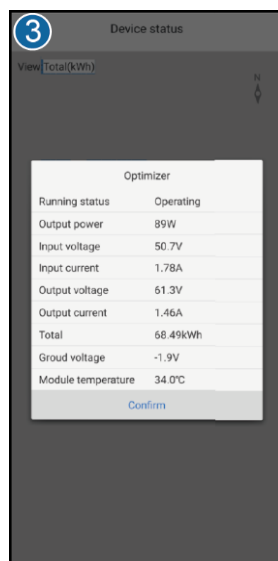 3
Device status
View Total(kWh)
N
Optimizer
Running status Operating
Output power 89W
Input voltage 50.7V
Input current 1.78A
Output voltage 61.3V
Output current 1.46A
Total 68.49kWh
Groud voltage -1.9V
Module temperature 34.0℃
Confirm